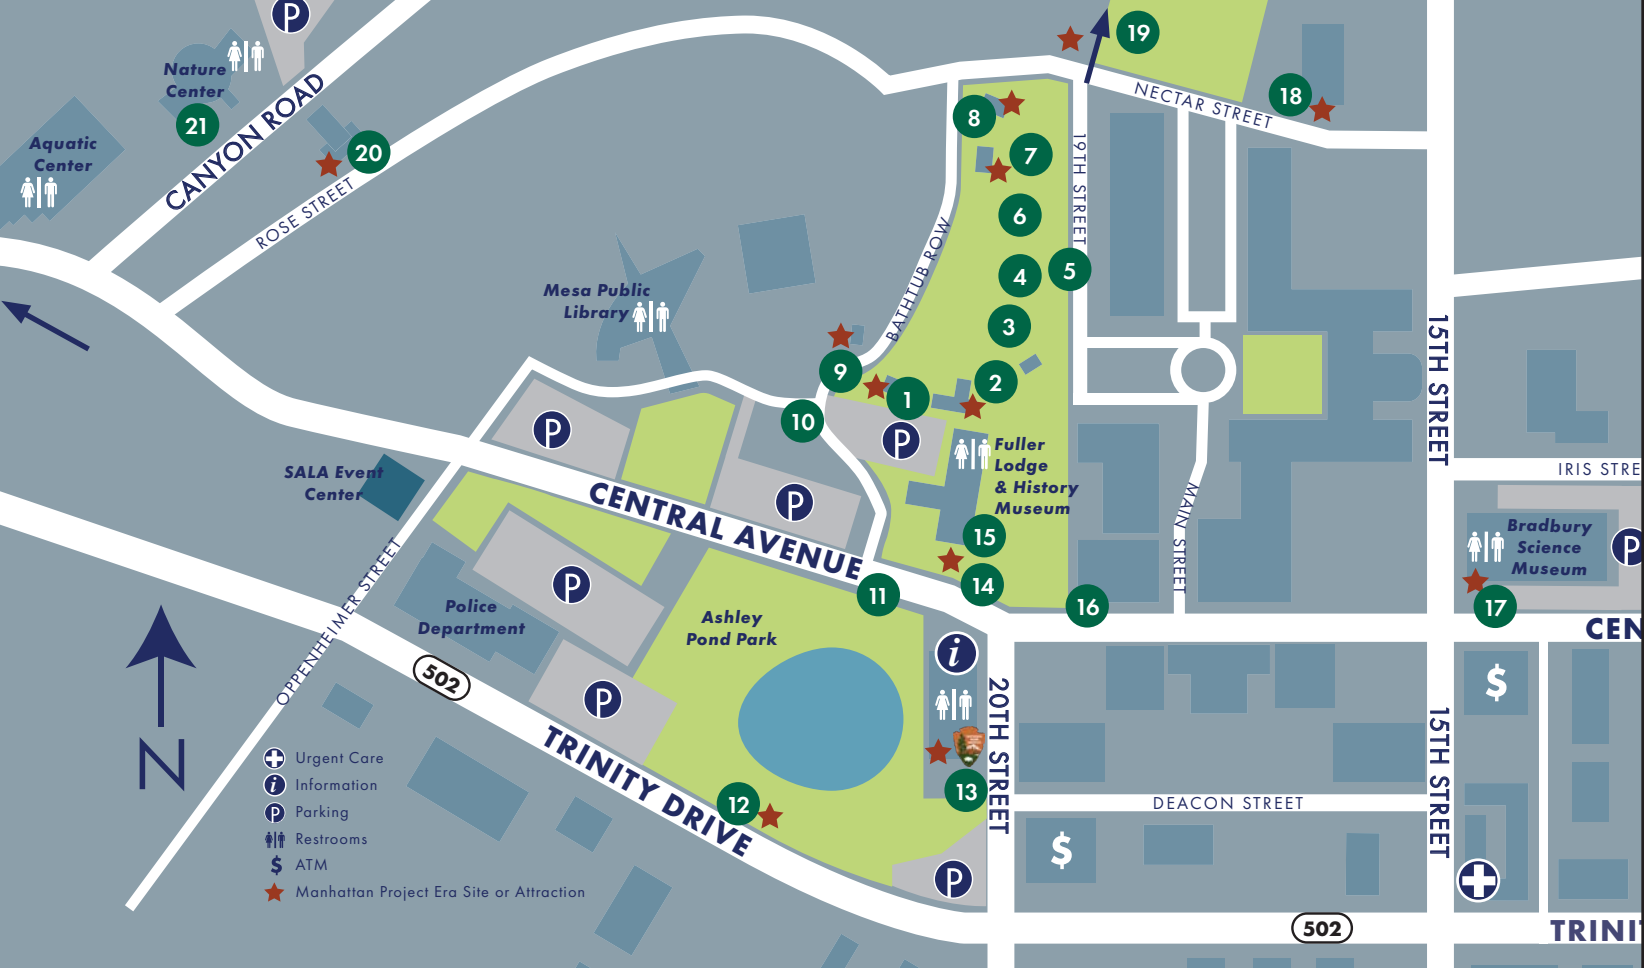 P
19
Nature
Center
21
CANYON ROAD
18
NECTAR STREET
8
Aquatic
Center
20
7
19TH STREET
ROSE STREET
6
BATHTUB ROW
5
4
Mesa Public
Library
3
15TH STREET
9
2
1
10
P
P
Fuller
Lodge
& History
Museum
SALA Event
Center
IRIS STRE
CENTRAL AVENUE
P
MAIN STREET
Bradbury
Science
Museum
P
15
P
14
11
16
17
Police
Department
Ashley
Pond Park
CEN
OPPENHEIMER STREET
i
502
$
P
20TH STREET
15TH STREET
N
TRINITY DRIVE
13
12
DEACON STREET
Urgent Care
i Information
P Parking
Restrooms
$ ATM
Manhattan Project Era Site or Attraction
$
P
502
TRINI